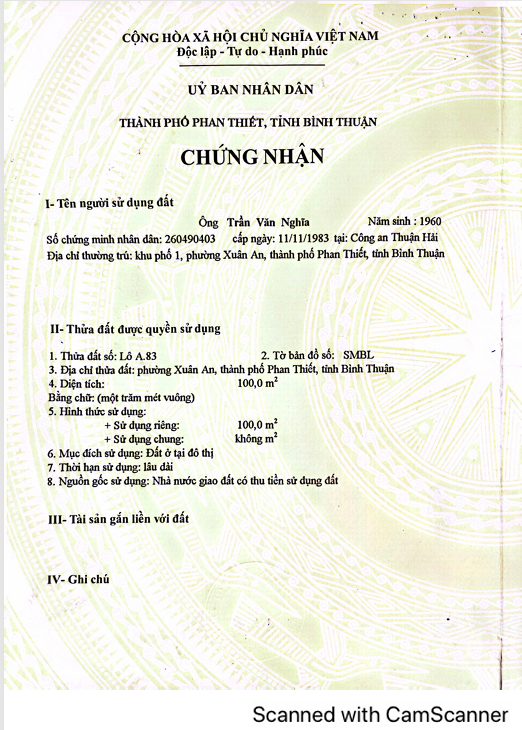 CỘNG HÒA XÃ HỘI CHỦ NGHĨA VIỆT NAM
Độc lập - Tự do - Hạnh phúc
UỶ BAN NHÂN DÂN
THÀNH PHỐ PHAN THIẾT, TỈNH BÌNH THUẬN
CHỨNG NHẬN
I- Tên người sử dụng đất
Ông Trần Văn Nghĩa Năm sinh : 1960
Số chứng minh nhân dân: 260490403 cấp ngày: 11/11/1983 tại: Công an Thuận Hải
Địa chỉ thường trú: khu phố 1, phường Xuân An, thành phố Phan Thiết, tỉnh Bình Thuận
II- Thửa đất được quyền sử dụng
1. Thửa đất số: Lô A.83 2. Tờ bản đồ số: SMBL
3. Địa chỉ thửa đất: phường Xuân An, thành phố Phan Thiết, tỉnh Bình Thuận
4. Diện tích: 100,0 m²
Bằng chữ: (một trăm mét vuông)
5. Hình thức sử dụng:
+ Sử dụng riêng: 100,0 m²
+ Sử dụng chung: không m²
6. Mục đích sử dụng: Đất ở tại đô thị
7. Thời hạn sử dụng: lâu dài
8. Nguồn gốc sử dụng: Nhà nước giao đất có thu tiền sử dụng đất
III- Tài sản gắn liền với đất
IV- Ghi chú
Scanned with CamScanner